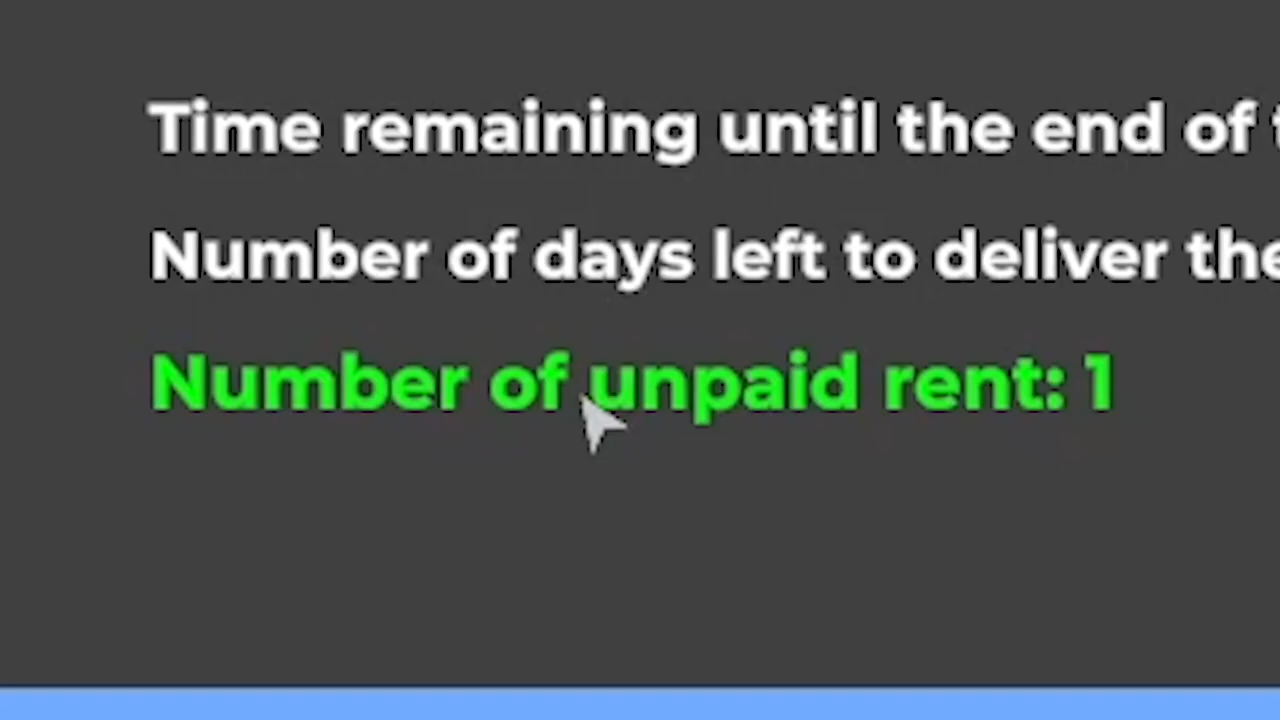 Time remaining until the end of
Number of days left to deliver the
Number of unpaid rent: 1